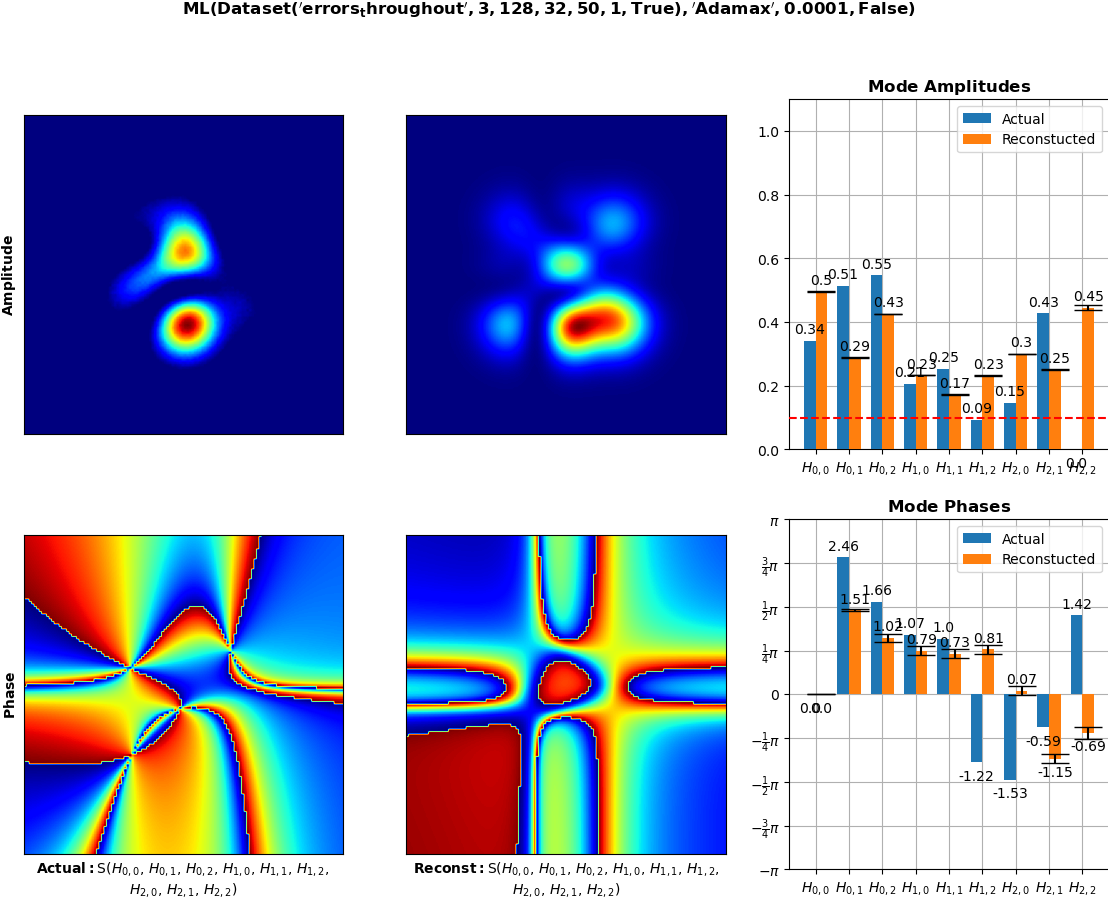 ML(Dataset('errors_throughout', 3, 128, 32, 50, 1, True), 'Adamax', 0.0001, False)
Amplitude
Mode Amplitudes
Actual
Reconstucted
1.0
0.8
0.6
0.4
0.2
0.0
0.34
0.5
0.51
0.29
0.55
0.43
0.21
0.23
0.25
0.17
0.09
0.23
0.15
0.3
0.43
0.25
0.0
0.45
H0,0 H0,1 H0,2 H1,0 H1,1 H1,2 H2,0 H2,1 H2,2
Phase
Actual: S(H0,0, H0,1, H0,2, H1,0, H1,1, H1,2,
H2,0, H2,1, H2,2)
Reconst: S(H0,0, H0,1, H0,2, H1,0, H1,1, H1,2,
H2,0, H2,1, H2,2)
Mode Phases
Actual
Reconstucted
π
3/4π
1/2π
1/4π
0
−1/4π
−1/2π
−3/4π
−π
0.0
0.0
2.46
1.51
1.66
1.02
1.07
0.79
1.0
0.73
-1.22
0.81
-1.53
0.07
-0.59
-1.15
1.42
-0.69
H0,0 H0,1 H0,2 H1,0 H1,1 H1,2 H2,0 H2,1 H2,2